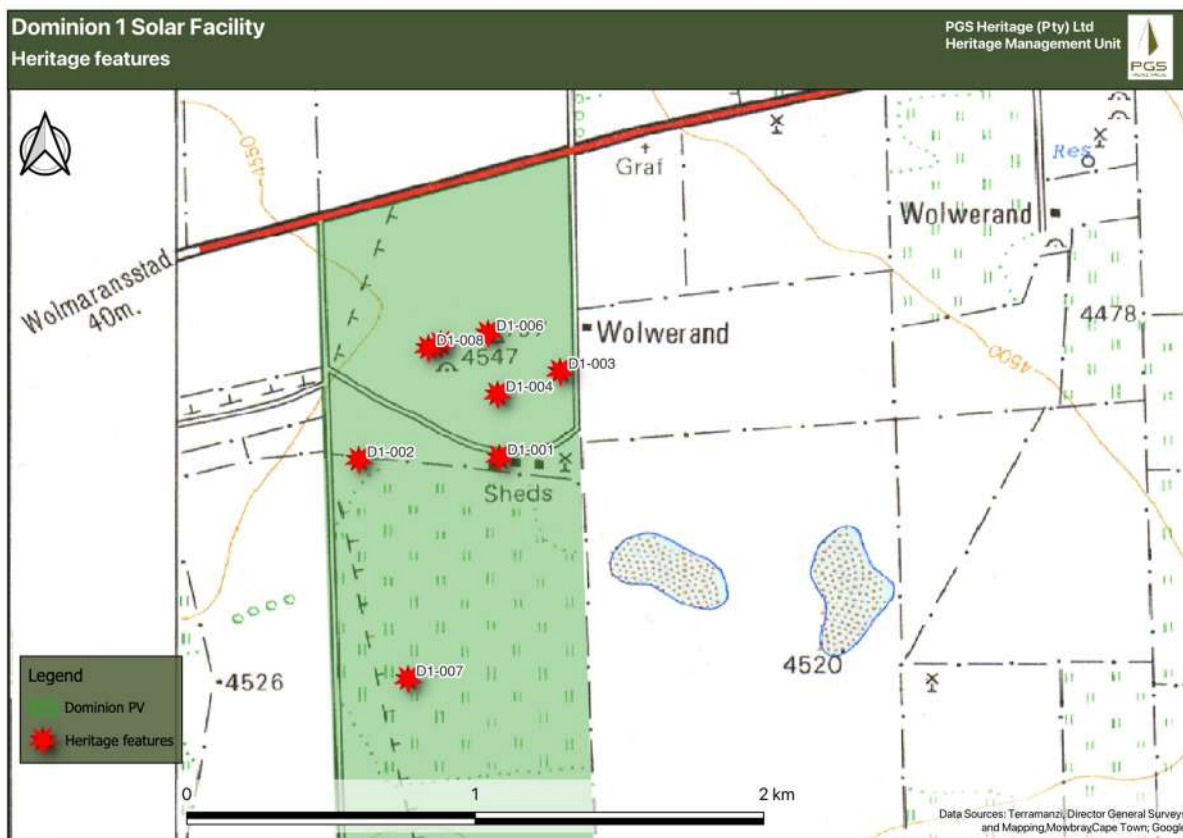 Dominion 1 Solar Facility
Heritage features
PGS Heritage (Pty) Ltd
Heritage Management Unit
PGS
4550
Graf
Res
Wolwerand
Wolmaransstad
40m.
D1-006
D1-008
4547
Wolwerand
4478
D1-003
4500
D1-004
D1-002
D1-001
Sheds
4520
D1-007
4526
Legend
Dominion PV
Heritage features
0
1
2 km
Data Sources: Terramanzi, Director General Surveys
and Mapping,Mowbray,Cape Town; Google